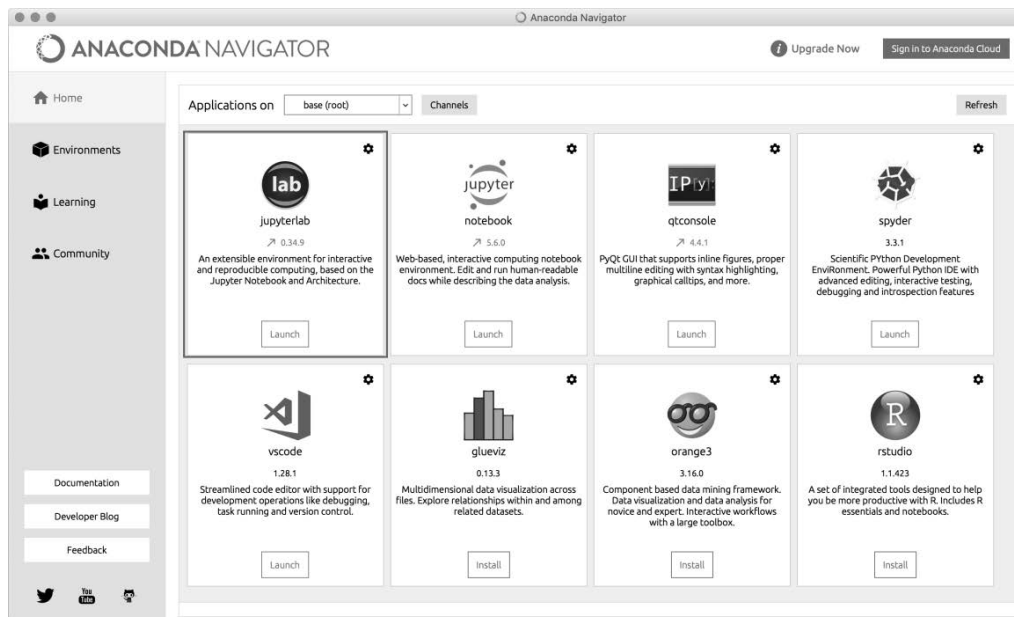 Anaconda Navigator
ANACONDA NAVIGATOR
Upgrade Now
Sign in to Anaconda Cloud
Home
Environments
Learning
Community
Documentation
Developer Blog
Feedback
You
Tube
Applications on
base (root)
Channels
Refresh
lab
jupyterlab
0.34.9
An extensible environment for interactive
and reproducible computing, based on the
Jupyter Notebook and Architecture.
Launch
jupyter
notebook
5.6.0
Web-based, interactive computing notebook
environment. Edit and run human-readable
docs while describing the data analysis.
Launch
IP[y]:
qtconsole
4.4.1
PyQt GUI that supports inline figures, proper
multiline editing with syntax highlighting,
graphical calltips, and more.
Launch
spyder
3.3.1
Scientific PYthon Development
EnviRonment. Powerful Python IDE with
advanced editing, interactive testing,
debugging and introspection features
Launch
vscode
1.28.1
Streamlined code editor with support for
development operations like debugging,
task running and version control.
Launch
glueviz
0.13.3
Multidimensional data visualization across
files. Explore relationships within and among
related datasets.
Install
orange3
3.16.0
Component based data mining framework.
Data visualization and data analysis for
novice and expert. Interactive workflows
with a large toolbox.
Install
R
rstudio
1.1.423
A set of integrated tools designed to help
you be more productive with R. Includes R
essentials and notebooks.
Install